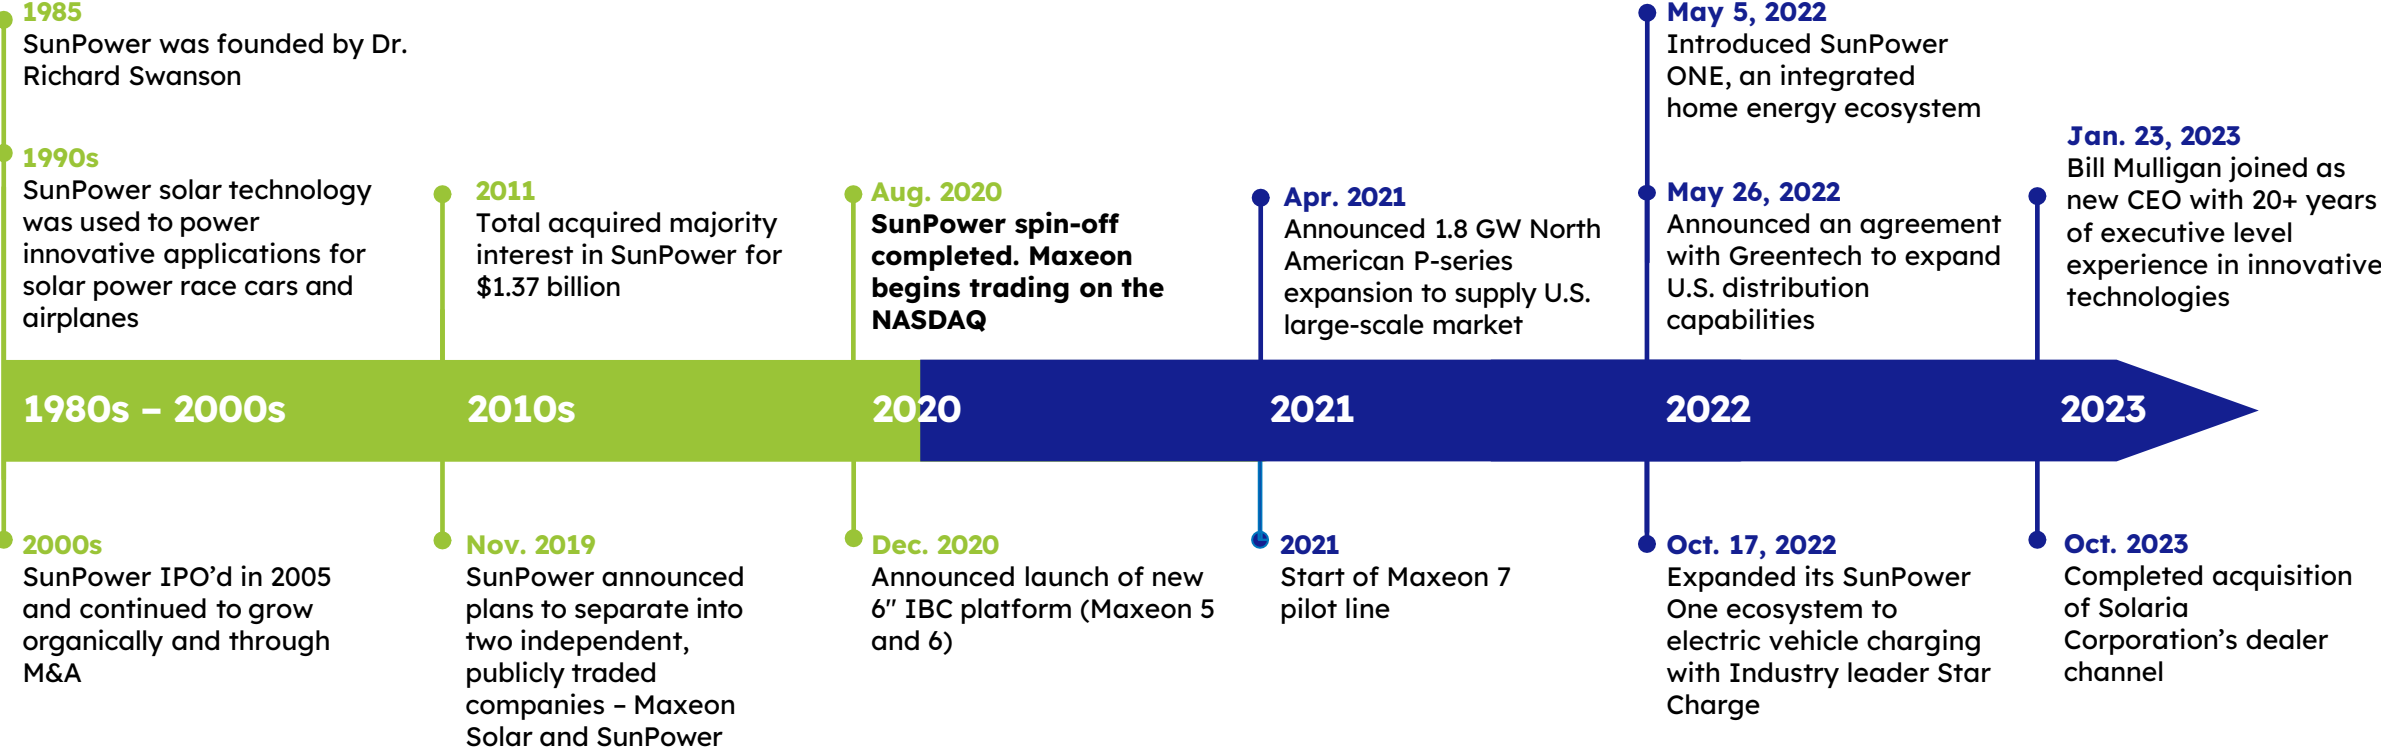 1985
SunPower was founded by Dr.
Richard Swanson
1990s
SunPower solar technology
was used to power
innovative applications for
solar power race cars and
airplanes
2011
Total acquired majority
interest in SunPower for
$1.37 billion
Aug. 2020
SunPower spin-off
completed. Maxeon
begins trading on the
NASDAQ
Apr. 2021
Announced 1.8 GW North
American P-series
expansion to supply U.S.
large-scale market
May 5, 2022
Introduced SunPower
ONE, an integrated
home energy ecosystem
May 26, 2022
Announced an agreement
with Greentech to expand
U.S. distribution
capabilities
Jan. 23, 2023
Bill Mulligan joined as
new CEO with 20+ years
of executive level
experience in innovative
technologies
1980s – 2000s
2010s
2020
2021
2022
2023
2000s
SunPower IPO’d in 2005
and continued to grow
organically and through
M&A
Nov. 2019
SunPower announced
plans to separate into
two independent,
publicly traded
companies – Maxeon
Solar and SunPower
Dec. 2020
Announced launch of new
6" IBC platform (Maxeon 5
and 6)
2021
Start of Maxeon 7
pilot line
Oct. 17, 2022
Expanded its SunPower
One ecosystem to
electric vehicle charging
with Industry leader Star
Charge
Oct. 2023
Completed acquisition
of Solaria
Corporation’s dealer
channel